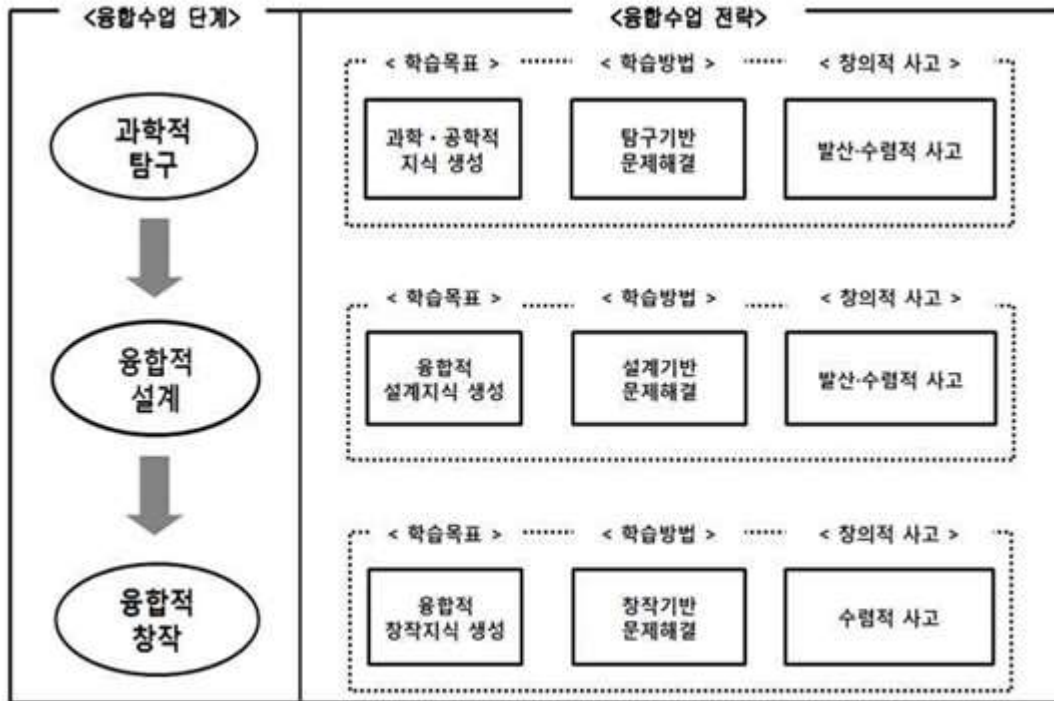 <융합수업 단계>
<융합수업 전략>
과학적
탐구
< 학습목표 >
< 학습방법 >
< 창의적 사고 >
과학·공학적
지식 생성
탐구기반
문제해결
발산·수렴적 사고
융합적
설계
< 학습목표 >
< 학습방법 >
< 창의적 사고 >
융합적
설계지식 생성
설계기반
문제해결
발산·수렴적 사고
융합적
창작
< 학습목표 >
< 학습방법 >
< 창의적 사고 >
융합적
창작지식 생성
창작기반
문제해결
수렴적 사고